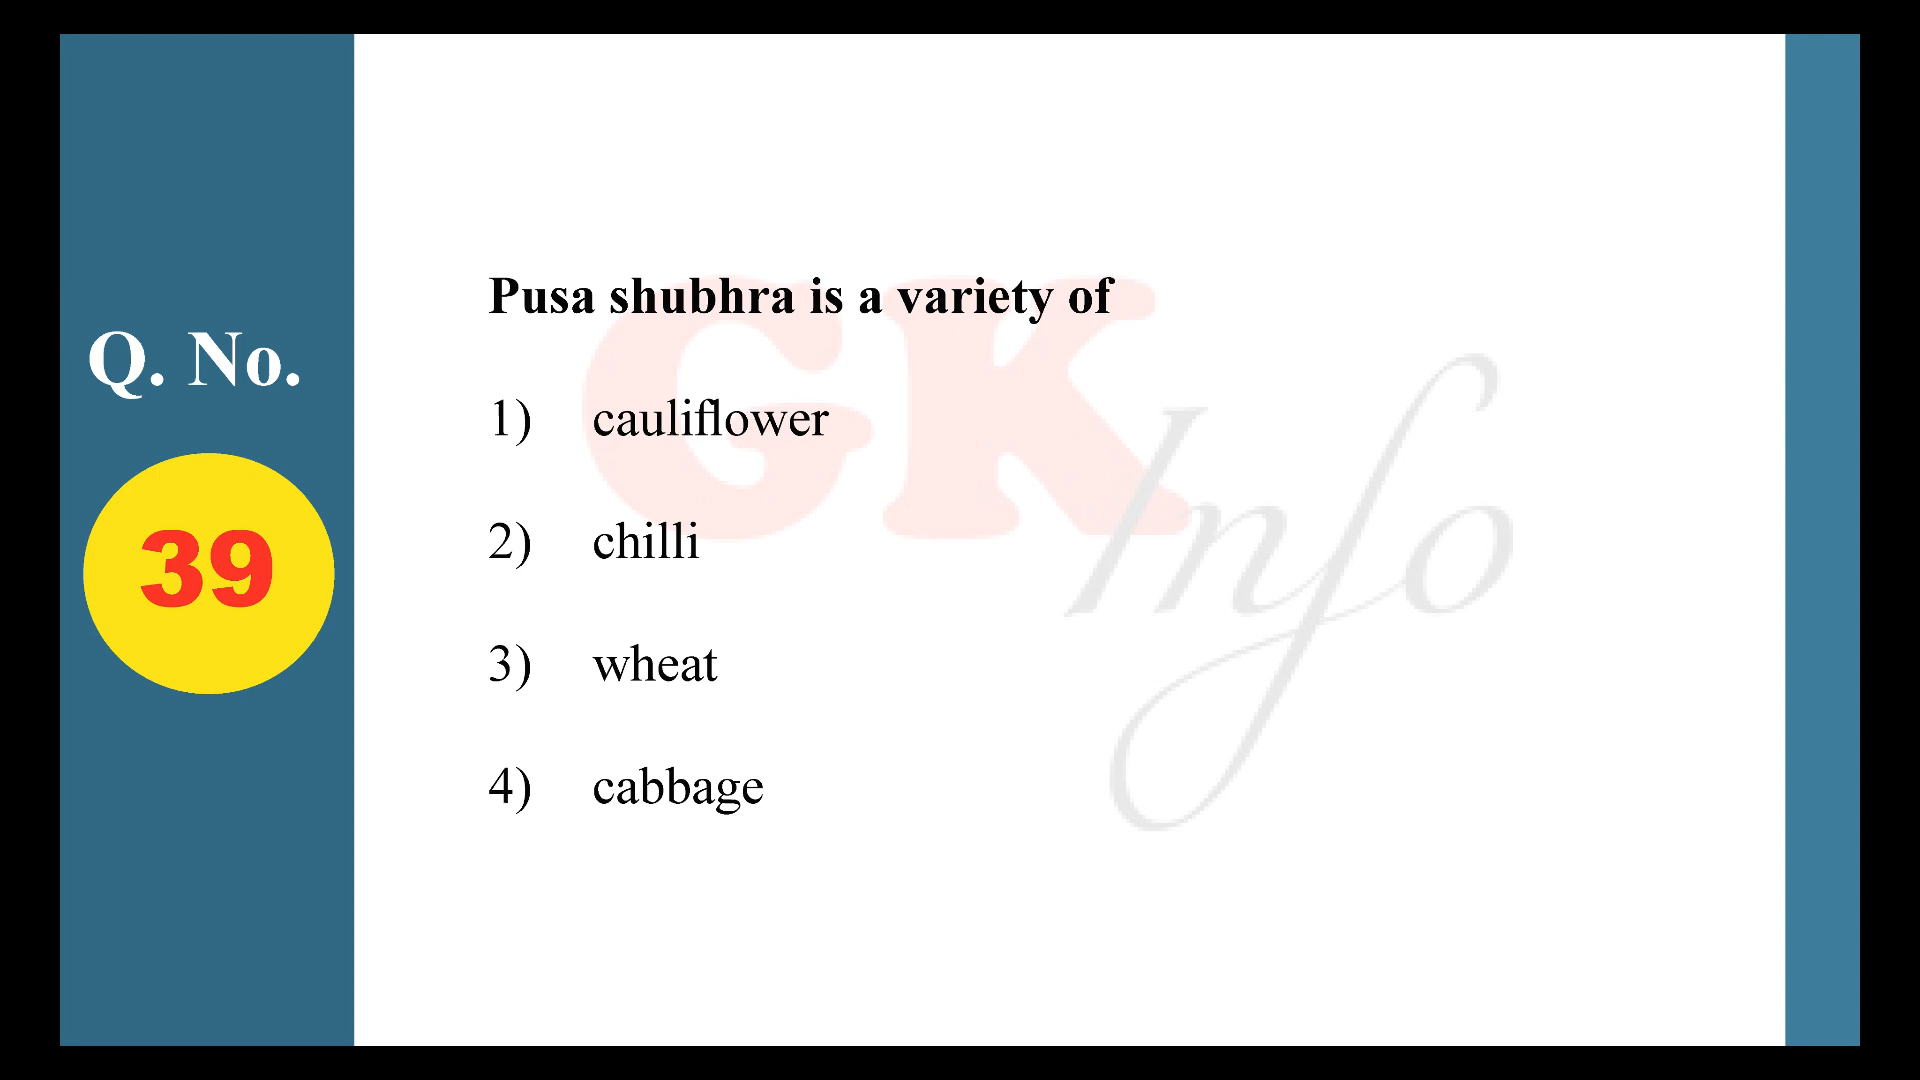 Q. No.
39
Pusa shubhra is a variety of
1) cauliflower
2) chilli
3) wheat
4) cabbage
GK
Info